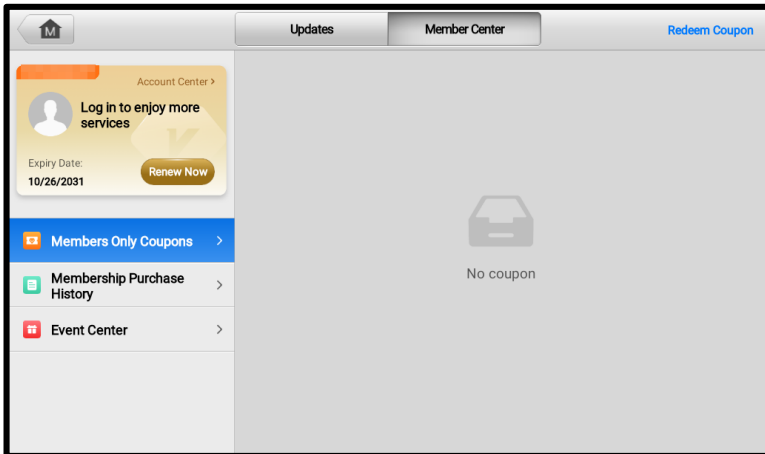 M
Updates
Member Center
Redeem Coupon
Account Center >
Log in to enjoy more
services
Expiry Date:
10/26/2031
Renew Now
Members Only Coupons
Membership Purchase
History
Event Center
No coupon